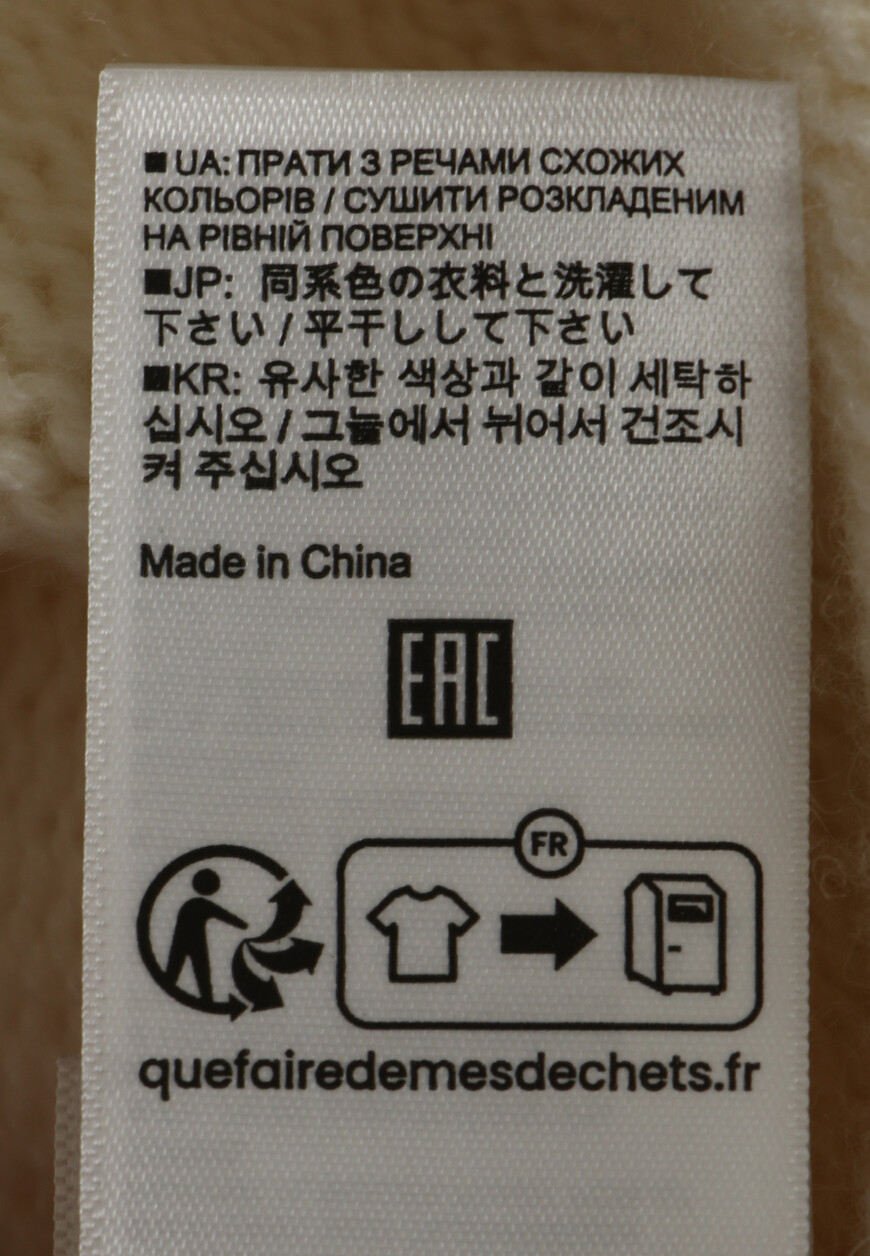 ■ UA: ПРАТИ З РЕЧАМИ СХОЖИХ
КОЛЬОРІВ / СУШИТИ РОЗКЛАДЕНИМ
НА РІВНІЙ ПОВЕРХНІ
■JP: 同系色の衣料と洗濯して
下さい / 平干しして下さい
■KR: 유사한 색상과 같이 세탁하
십시오 / 그늘에서 뉘어서 건조시
켜 주십시오
Made in China
EAC
FR
quefairedemesdechets.fr